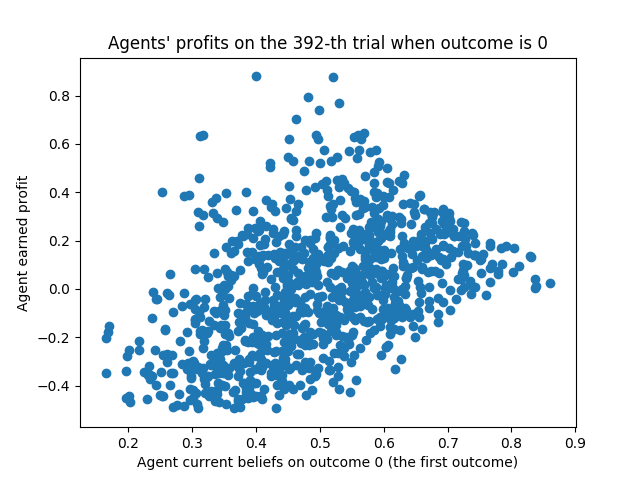 Agents' profits on the 392-th trial when outcome is 0
Agent earned profit
0.8
0.6
0.4
0.2
0.0
−0.2
−0.4
0.2 0.3 0.4 0.5 0.6 0.7 0.8 0.9
Agent current beliefs on outcome 0 (the first outcome)